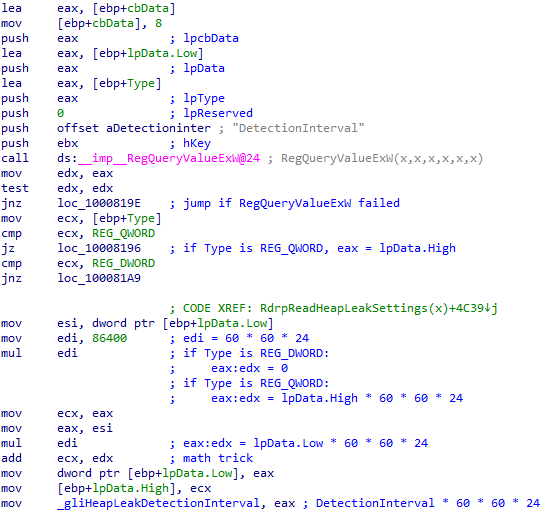 lea eax, [ebp+cbData]
mov [ebp+cbData], 8
push eax ; lpcbData
lea eax, [ebp+lpData.Low]
push eax ; lpData
lea eax, [ebp+Type]
push eax ; lpType
push 0 ; lpReserved
push offset aDetectioninter ; "DetectionInterval"
push ebx ; hKey
call ds:__imp__RegQueryValueExW@24 ; RegQueryValueExW(x,x,x,x,x,x)
mov edx, eax
test edx, edx
jnz loc_1000819E ; jump if RegQueryValueExW failed
mov ecx, [ebp+Type]
cmp ecx, REG_QWORD
jz loc_10008196 ; if Type is REG_QWORD, eax = lpData.High
cmp ecx, REG_DWORD
jnz loc_100081A9
; CODE XREF: RdrpReadHeapLeakSettings(x)+4C39↓j
mov esi, dword ptr [ebp+lpData.Low]
mov edi, 86400 ; edi = 60 * 60 * 24
mul edi ; if Type is REG_DWORD:
; eax:edx = 0
; if Type is REG_QWORD:
; eax:edx = lpData.High * 60 * 60 * 24
mov ecx, eax
mov eax, esi
mul edi ; eax:edx = lpData.Low * 60 * 60 * 24
add ecx, edx ; math trick
mov dword ptr [ebp+lpData.Low], eax
mov [ebp+lpData.High], ecx
mov _gliHeapLeakDetectionInterval, eax ; DetectionInterval * 60 * 60 * 24